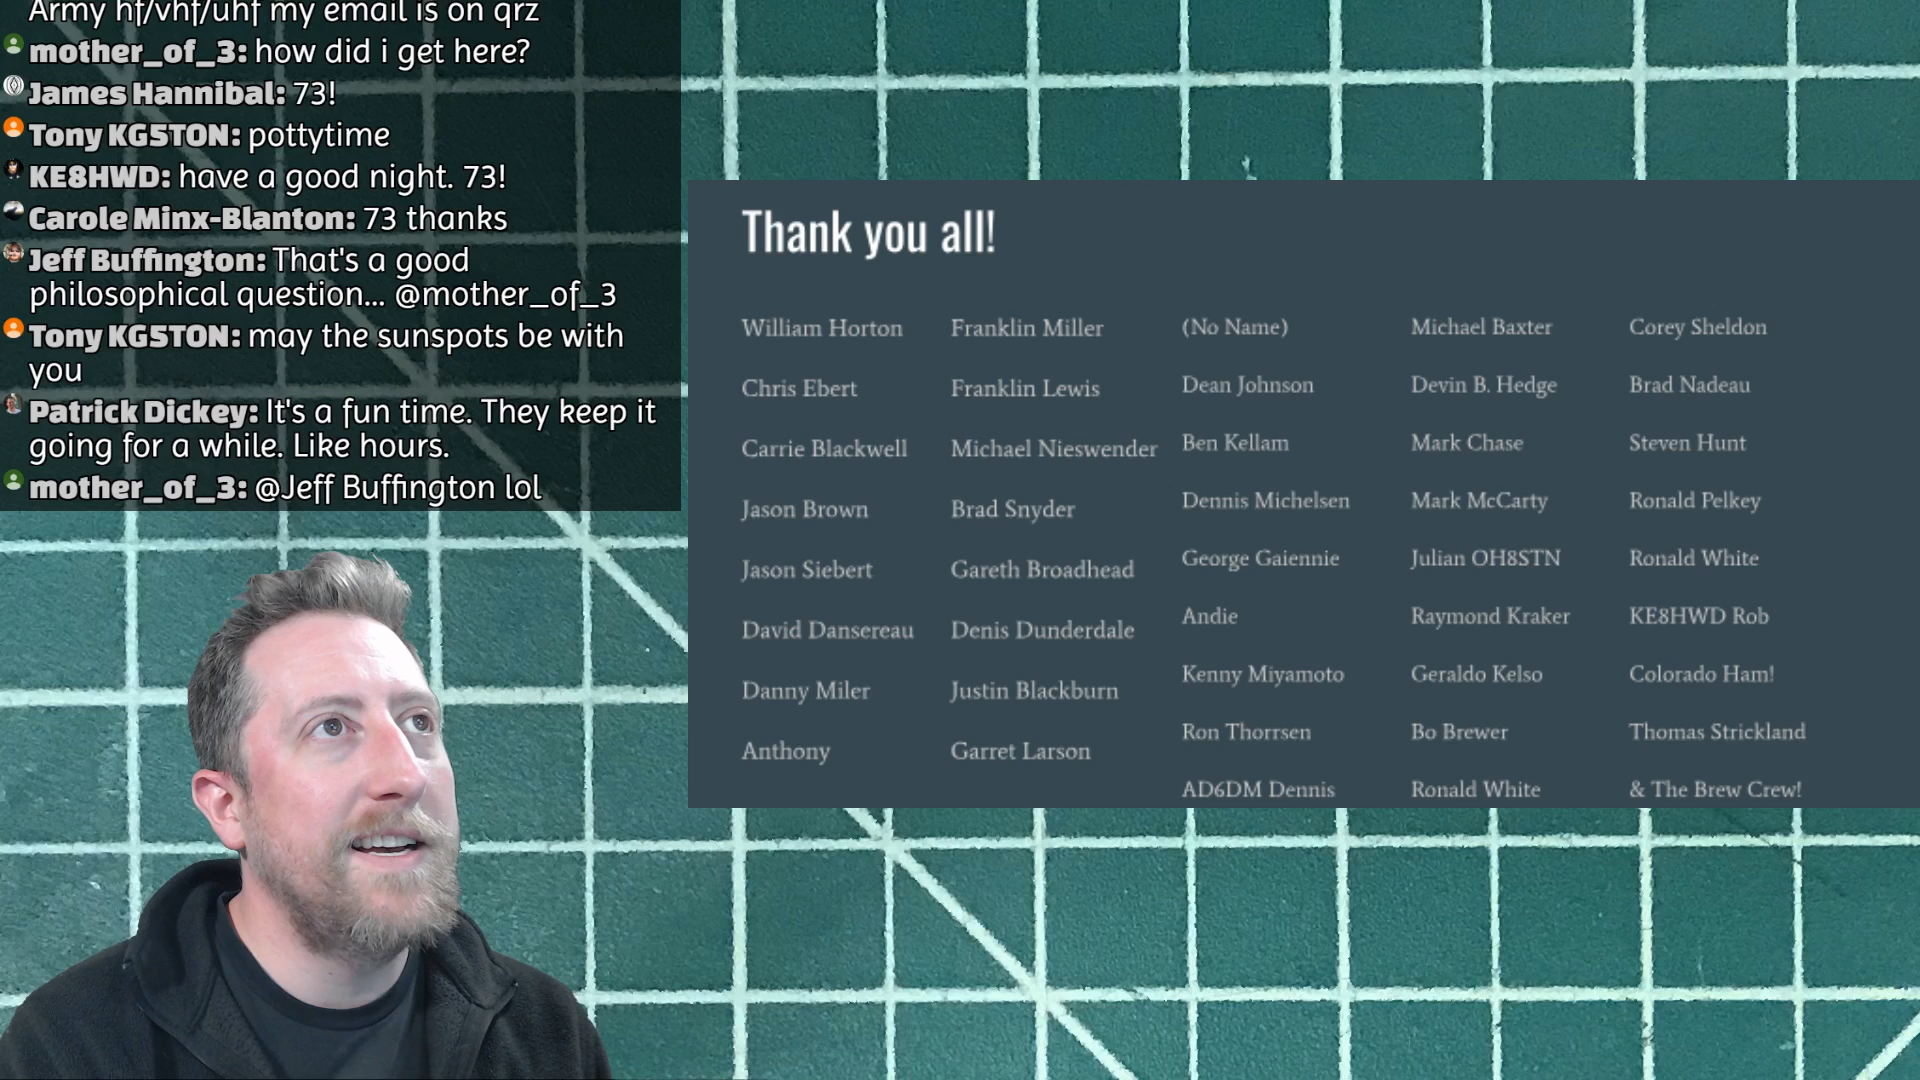 Army hf/vhf/uhf my email is on qrz
mother_of_3: how did i get here?
James Hannibal: 73!
Tony KG5TON: pottytime
KE8HWD: have a good night. 73!
Carole Minx-Blanton: 73 thanks
Jeff Buffington: That's a good
philosophical question... @mother_of_3
Tony KG5TON: may the sunspots be with
you
Patrick Dickey: It's a fun time. They keep it
going for a while. Like hours.
mother_of_3: @Jeff Buffington lol
Thank you all!
William Horton
Chris Ebert
Carrie Blackwell
Jason Brown
Jason Siebert
David Dansereau
Danny Miler
Anthony
Franklin Miller
Franklin Lewis
Michael Nieswender
Brad Snyder
Gareth Broadhead
Denis Dunderdale
Justin Blackburn
Garret Larson
(No Name)
Dean Johnson
Ben Kellam
Dennis Michelsen
George Gaiennie
Andie
Kenny Miyamoto
Ron Thorrsen
AD6DM Dennis
Michael Baxter
Devin B. Hedge
Mark Chase
Mark McCarty
Julian OH8STN
Raymond Kraker
Geraldo Kelso
Bo Brewer
Ronald White
Corey Sheldon
Brad Nadeau
Steven Hunt
Ronald Pelkey
Ronald White
KE8HWD Rob
Colorado Ham!
Thomas Strickland
& The Brew Crew!